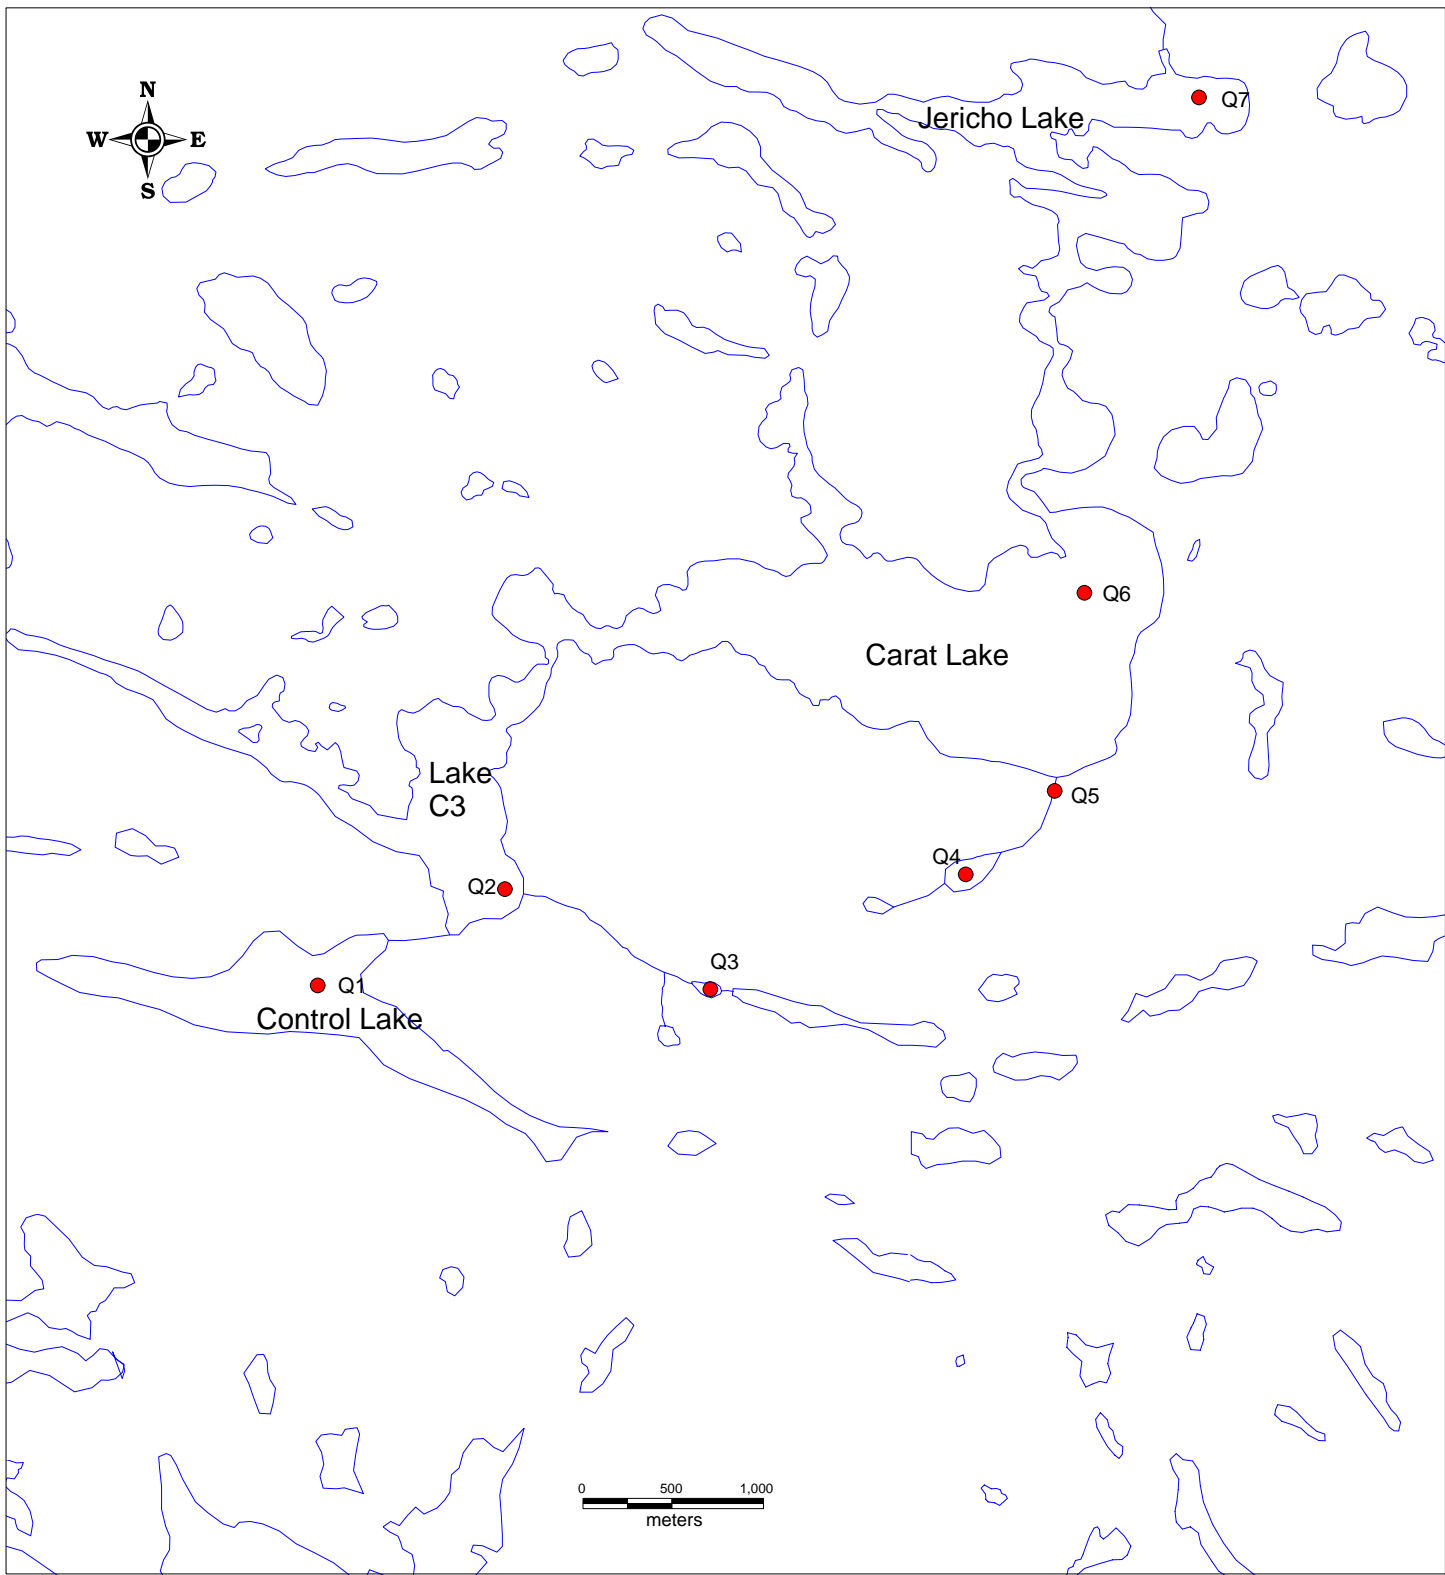 N
W E
S
Q7
Jericho Lake
Q6
Carat Lake
Lake
C3
Q5
Q4
Q2
Q3
Q1
Control Lake
0 500 1,000
meters